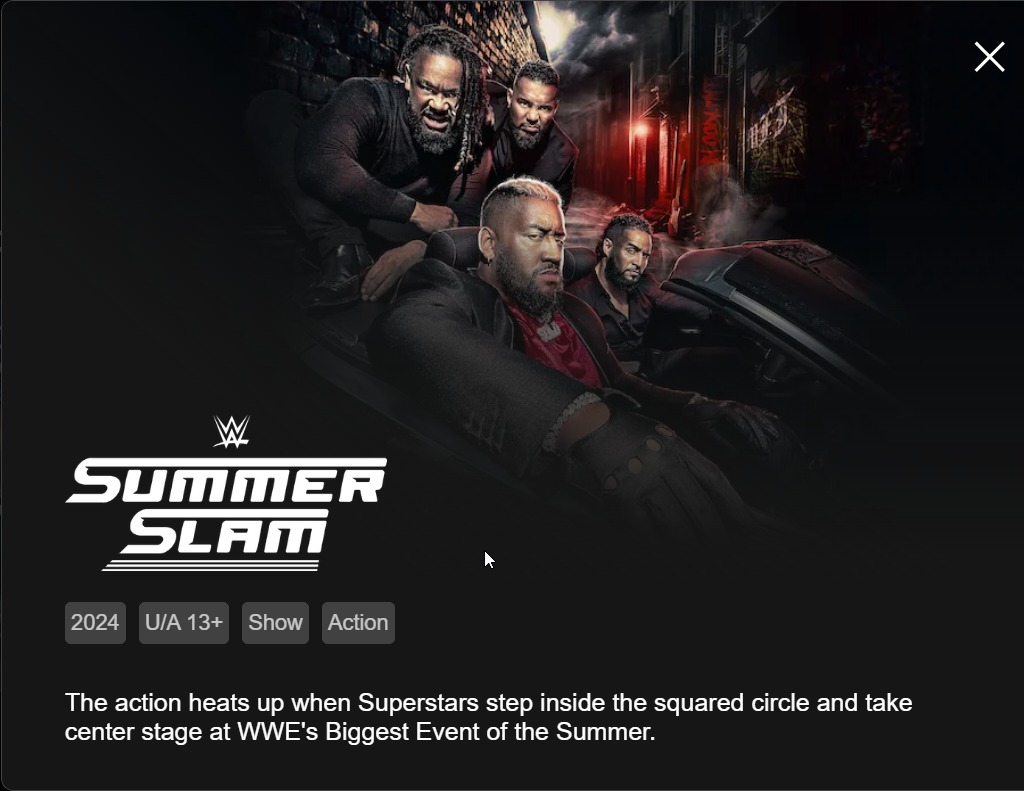 W
SUMMER
SLAM
2024
U/A 13+
Show
Action
The action heats up when Superstars step inside the squared circle and take
center stage at WWE's Biggest Event of the Summer.